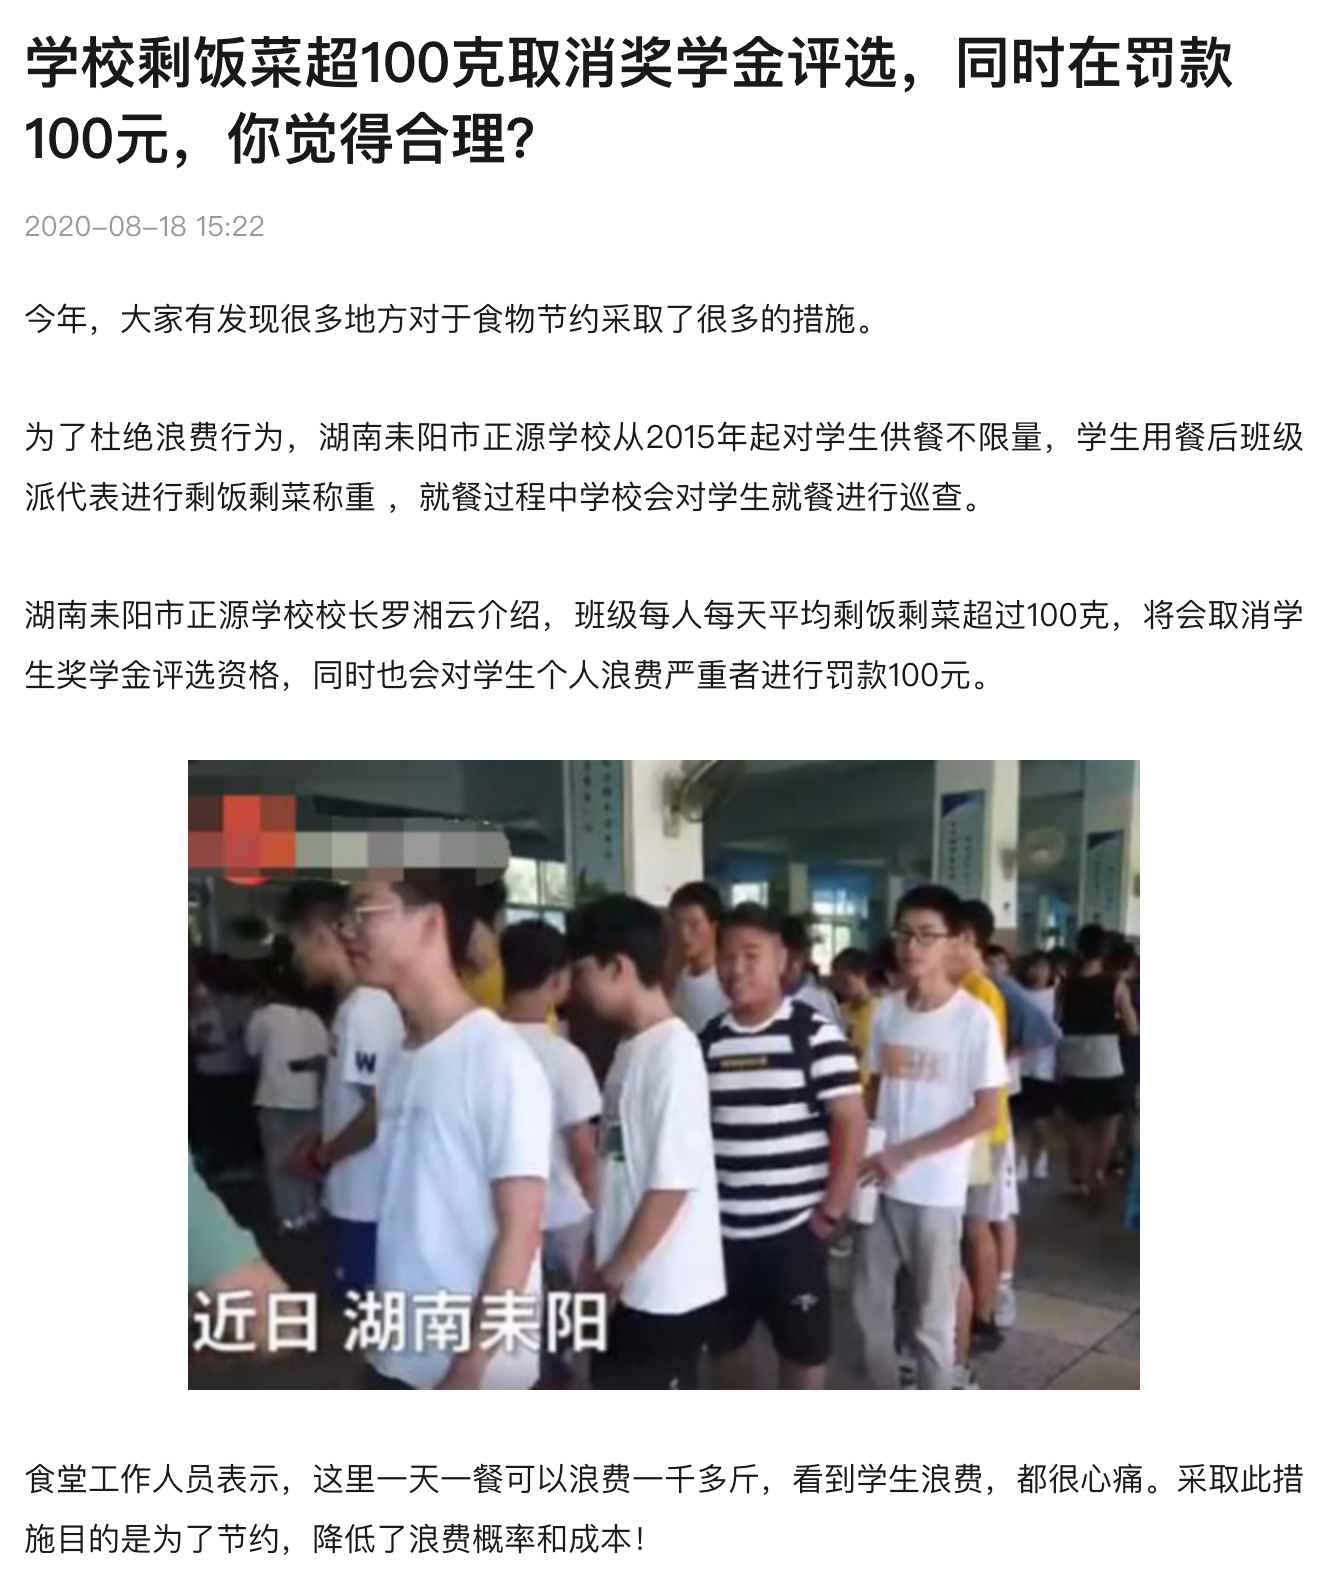 学校剩饭菜超100克取消奖学金评选，同时在罚款
100元，你觉得合理？
2020-08-18 15:22
今年，大家有发现很多地方对于食物节约采取了很多的措施。
为了杜绝浪费行为，湖南耒阳市正源学校从2015年起对学生供餐不限量，学生用餐后班级
派代表进行剩饭剩菜称重 ，就餐过程中学校会对学生就餐进行巡查。
湖南耒阳市正源学校校长罗湘云介绍，班级每人每天平均剩饭剩菜超过100克，将会取消学
生奖学金评选资格，同时也会对学生个人浪费严重者进行罚款100元。
W
近日 湖南耒阳
食堂工作人员表示，这里一天一餐可以浪费一千多斤，看到学生浪费，都很心痛。采取此措
施目的是为了节约，降低了浪费概率和成本！